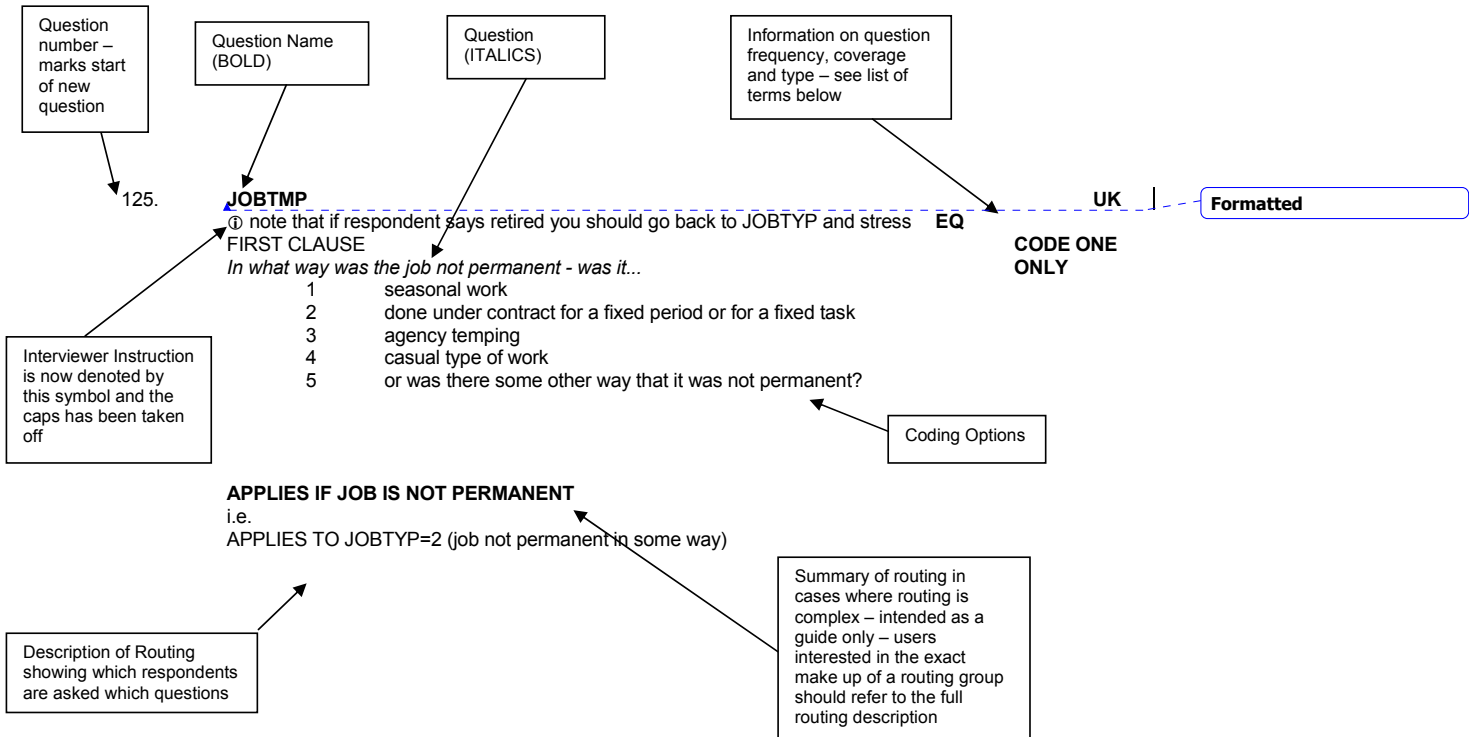 Question
number –
marks start
of new
question
Question Name
(BOLD)
Question
(ITALICS)
Information on question
frequency, coverage
and type – see list of
terms below
125.
JOBTMP
UK
Formatted
ⓘ note that if respondent says retired you should go back to JOBTYP and stress EQ
FIRST CLAUSE
CODE ONE
ONLY
In what way was the job not permanent - was it...
1 seasonal work
2 done under contract for a fixed period or for a fixed task
3 agency temping
4 casual type of work
5 or was there some other way that it was not permanent?
Interviewer Instruction
is now denoted by
this symbol and the
caps has been taken
off
Coding Options
APPLIES IF JOB IS NOT PERMANENT
i.e.
APPLIES TO JOBTYP=2 (job not permanent in some way)
Summary of routing in
cases where routing is
complex – intended as a
guide only – users
interested in the exact
make up of a routing group
should refer to the full
routing description
Description of Routing
showing which respondents
are asked which questions